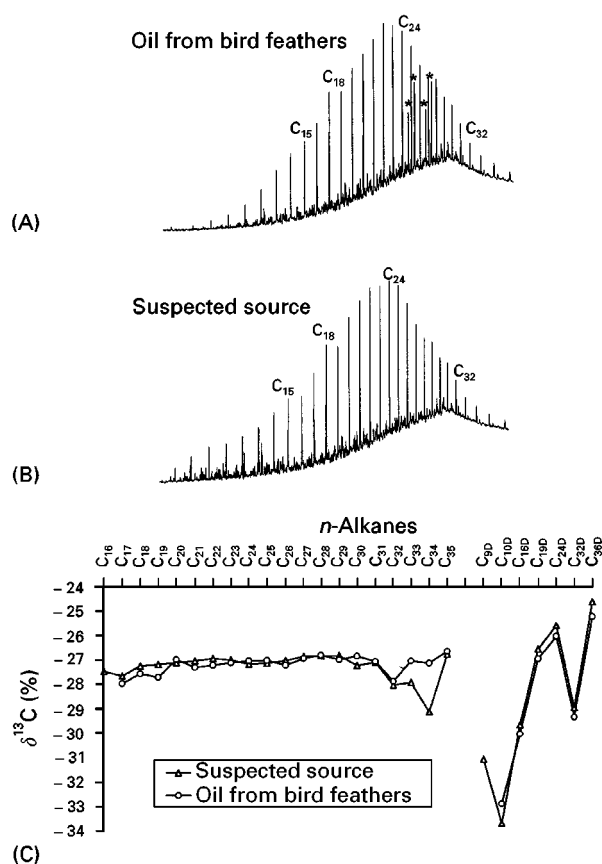 Oil from bird feathers
C24
C18
* *
* *
C15
C32
(A)
Suspected source
C24
C18
C15
C32
(B)
n-Alkanes
C16 C17 C18 C19 C20 C21 C22 C23 C24 C25 C26 C27 C28 C29 C30 C31 C32 C33 C34 C35 C9D C10D C16D C19D C24D C32D C36D
– 24
– 25
– 26
– 27
– 28
– 29
– 30
– 31
– 32
– 33
– 34
δ13C (%)
Suspected source
Oil from bird feathers
(C)